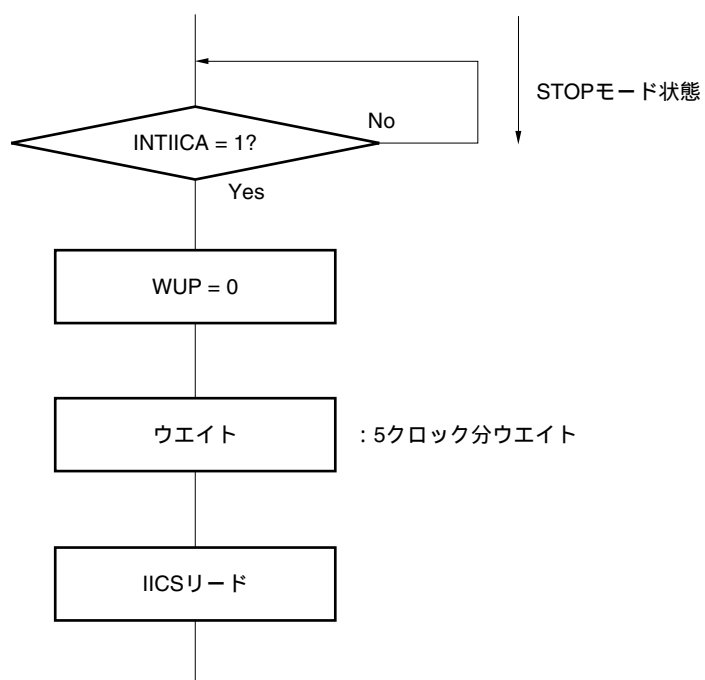 STOPモード状態
No
INTIICA = 1?
Yes
WUP = 0
ウエイト
：5クロック分ウエイト
IICSリード